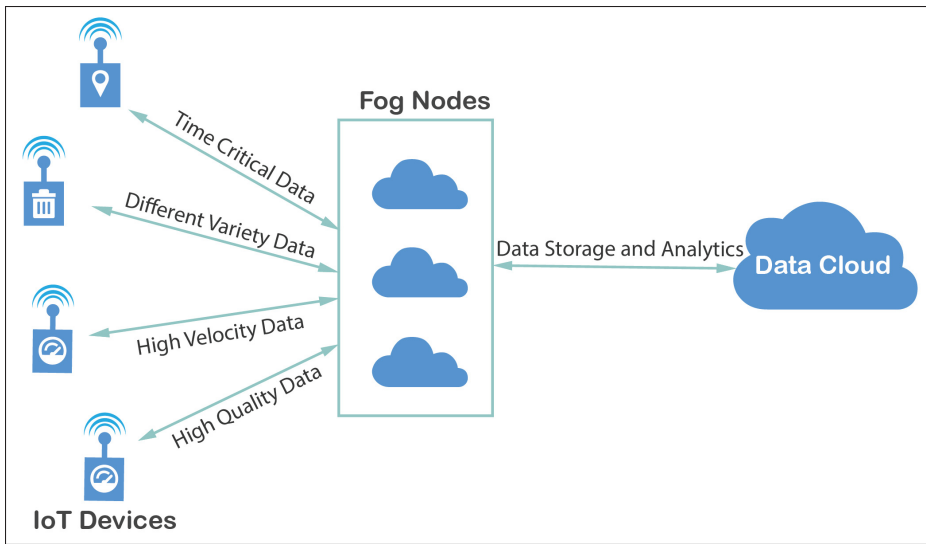 Fog Nodes
Time Critical Data
Different Variety Data
High Velocity Data
High Quality Data
Data Storage and Analytics
Data Cloud
IoT Devices